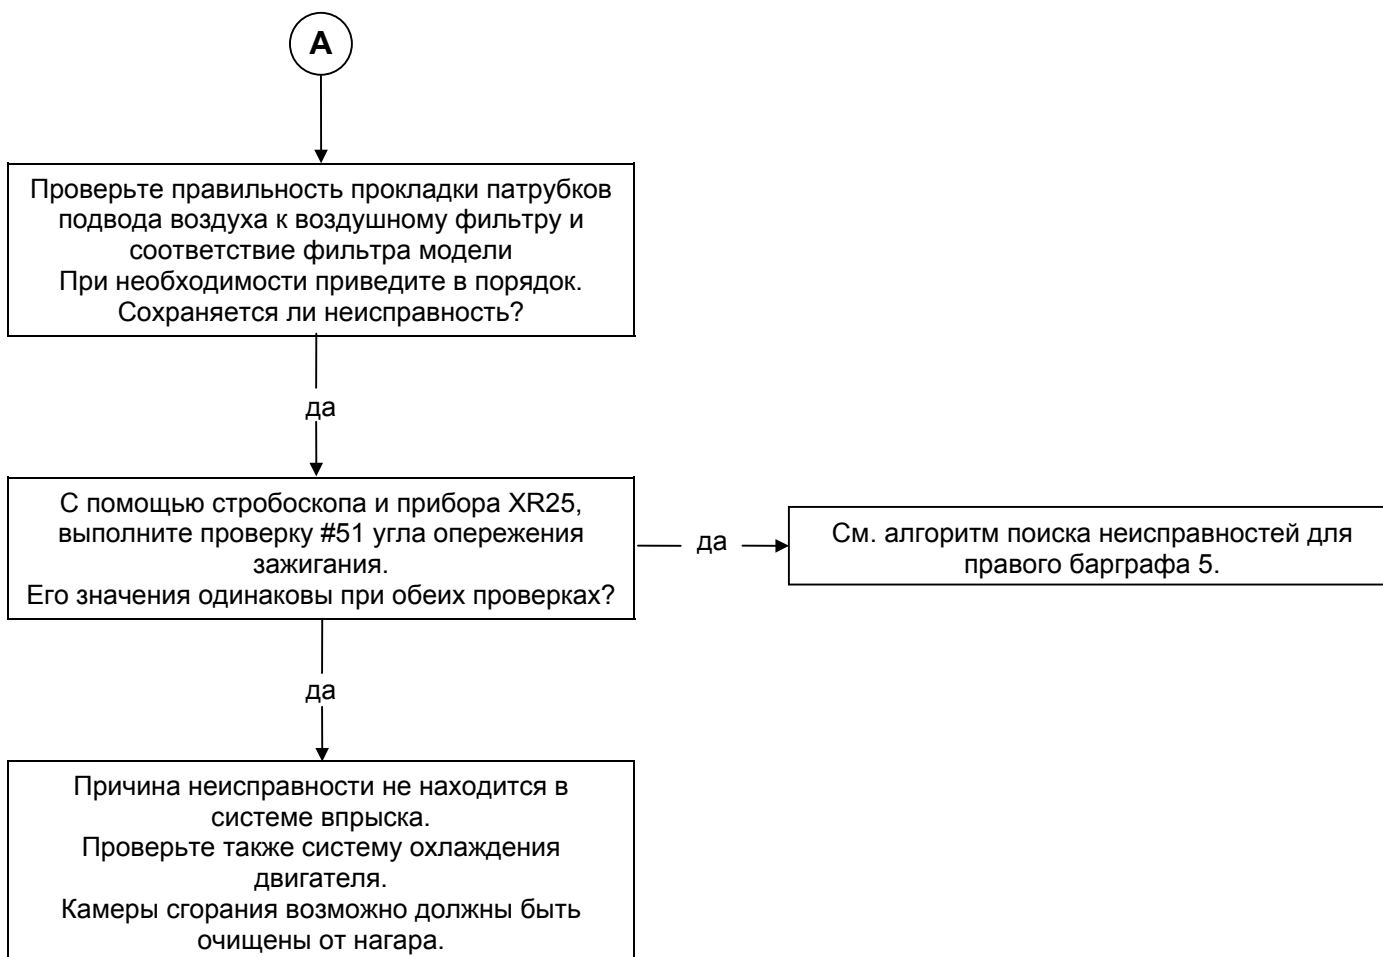 А
Проверьте правильность прокладки патрубков
подвода воздуха к воздушному фильтру и
соответствие фильтра модели
При необходимости приведите в порядок.
Сохраняется ли неисправность?
да
С помощью стробоскопа и прибора XR25,
выполните проверку #51 угла опережения
зажигания.
Его значения одинаковы при обеих проверках?
да
См. алгоритм поиска неисправностей для
правого барграфа 5.
да
Причина неисправности не находится в
системе впрыска.
Проверьте также систему охлаждения
двигателя.
Камеры сгорания возможно должны быть
очищены от нагара.